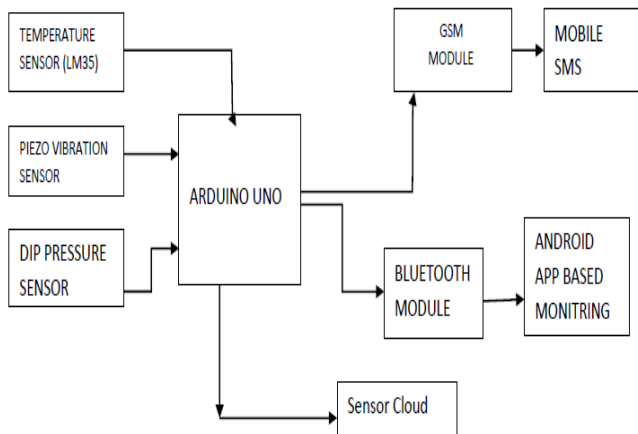 TEMPERATURE
SENSOR (LM35)
PIEZO VIBRATION
SENSOR
DIP PRESSURE
SENSOR
ARDUINO UNO
GSM
MODULE
MOBILE
SMS
BLUETOOTH
MODULE
ANDROID
APP BASED
MONITRING
Sensor Cloud